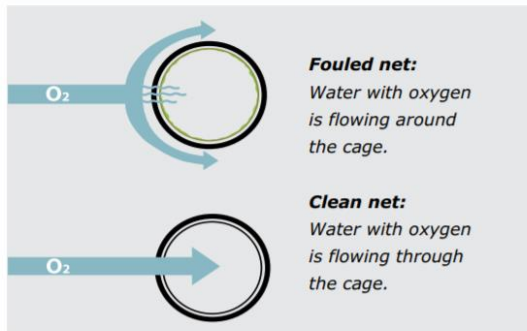 O₂
Fouled net:
Water with oxygen
is flowing around
the cage.
O₂
Clean net:
Water with oxygen
is flowing through
the cage.